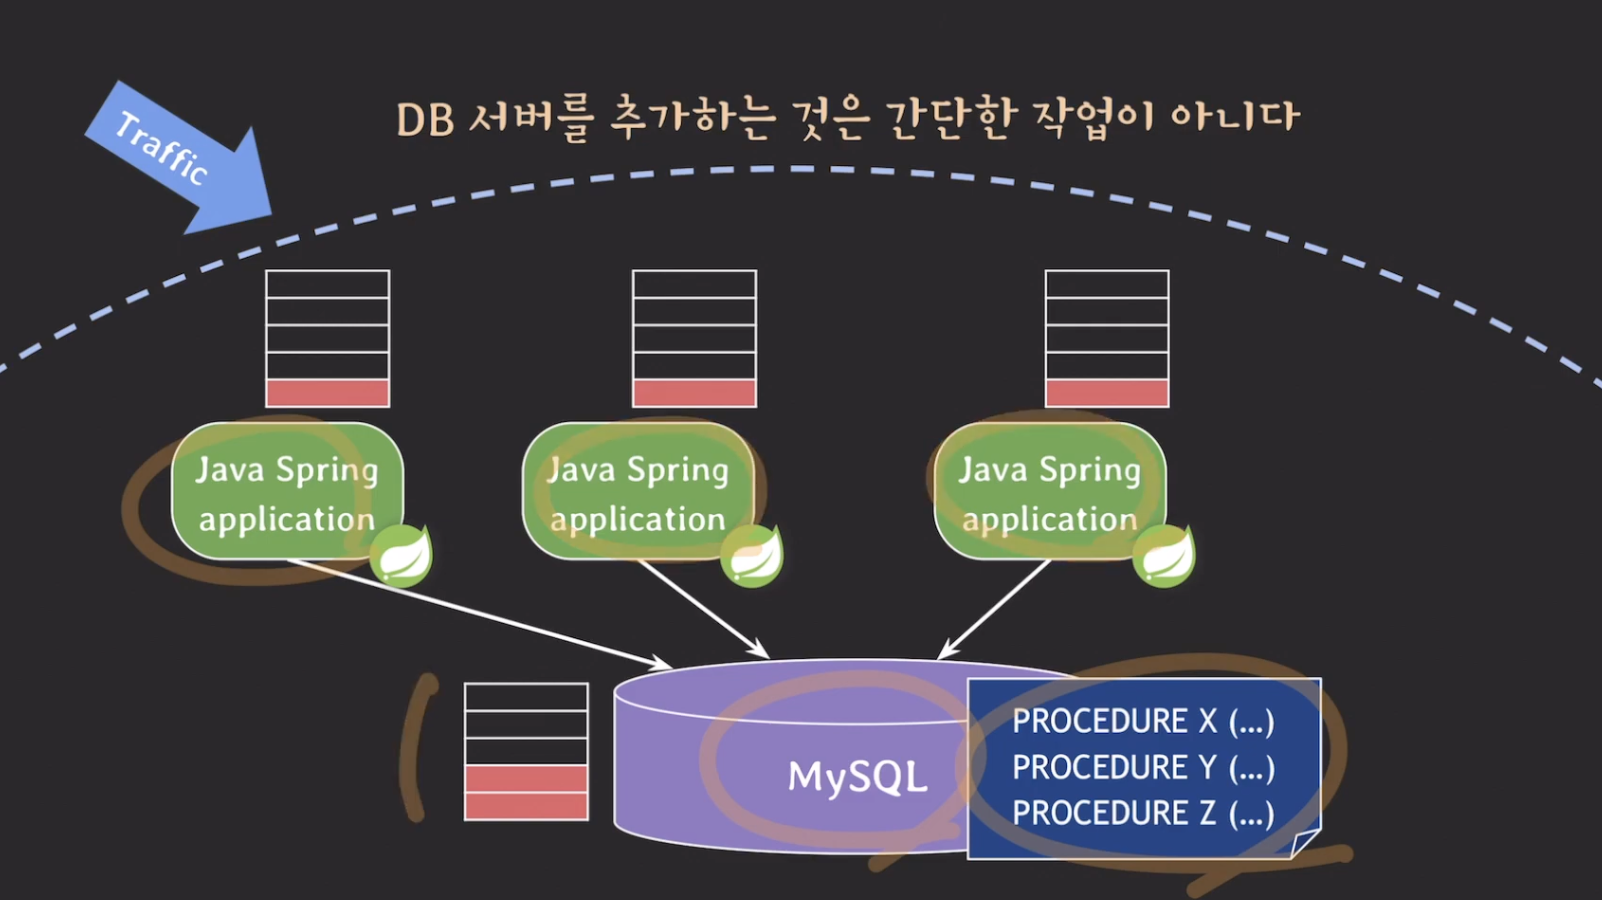 DB 서버를 추가하는 것은 간단한 작업이 아니다
Traffic
Java Spring
application
Java Spring
application
Java Spring
application
MySQL
PROCEDURE X (...)
PROCEDURE Y (...)
PROCEDURE Z (...)